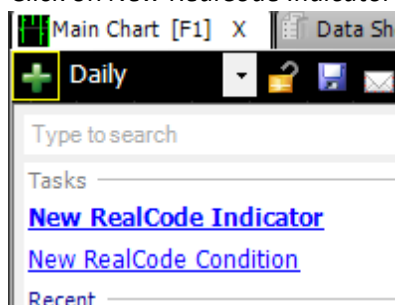 Click on New RealCode Indicator
Main Chart [F1] X Data Sh
Daily
Type to search
Tasks
New RealCode Indicator
New RealCode Condition
Recent